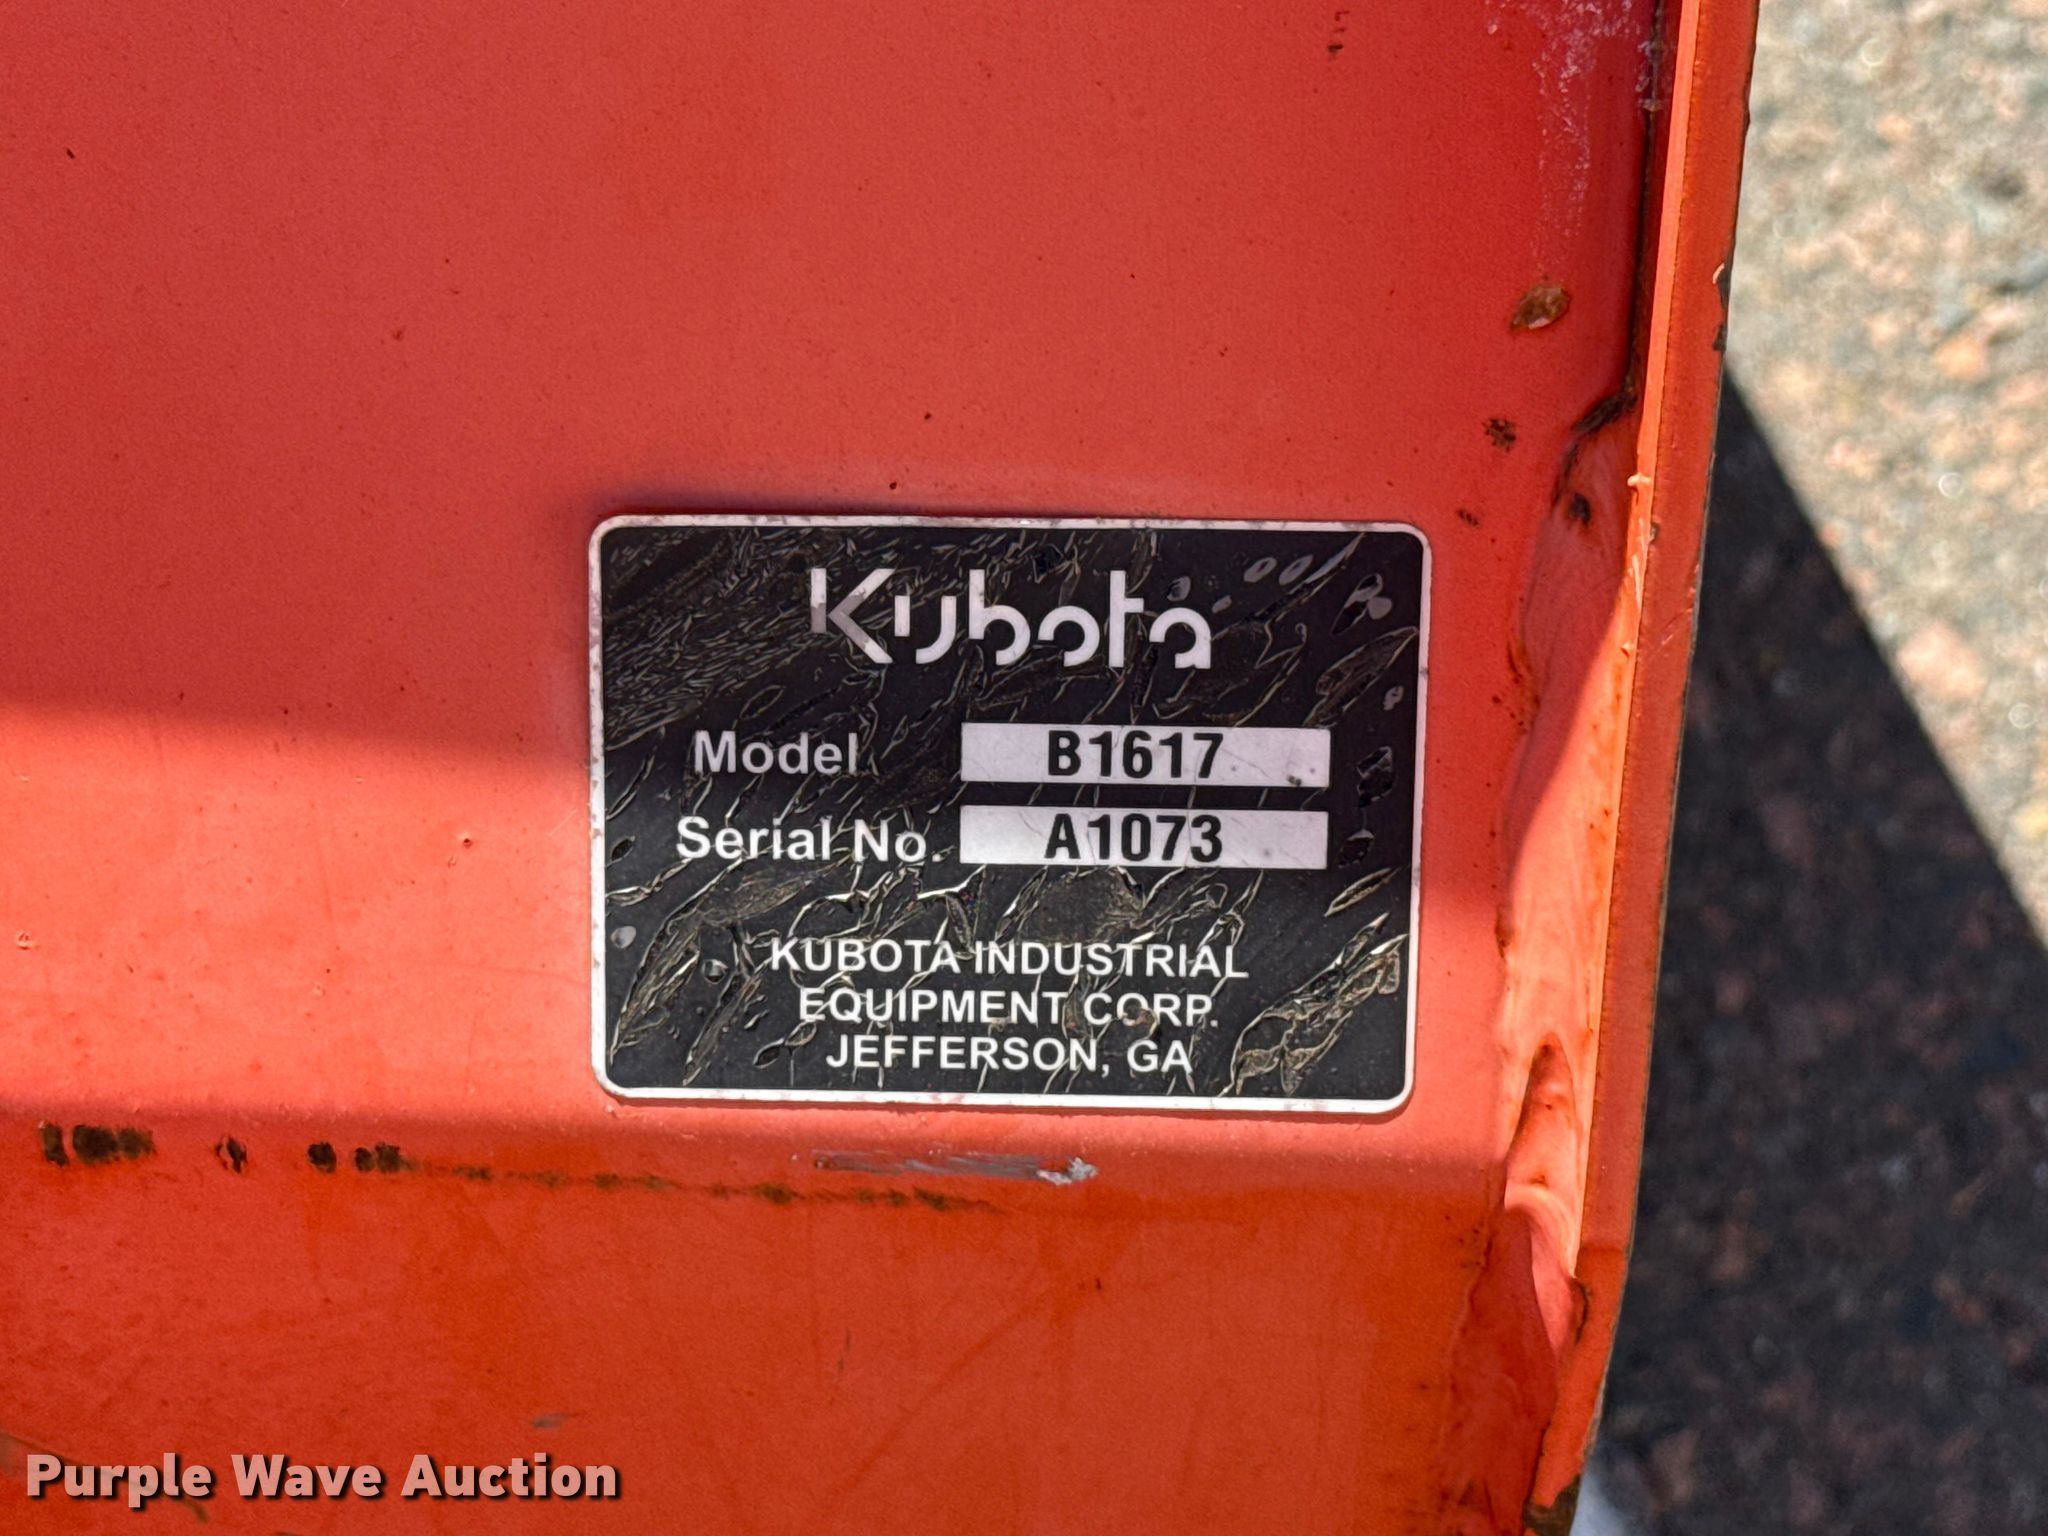 Kubota
Model B1617
Serial No. A1073
KUBOTA INDUSTRIAL
EQUIPMENT CORP.
JEFFERSON, GA
Purple Wave Auction